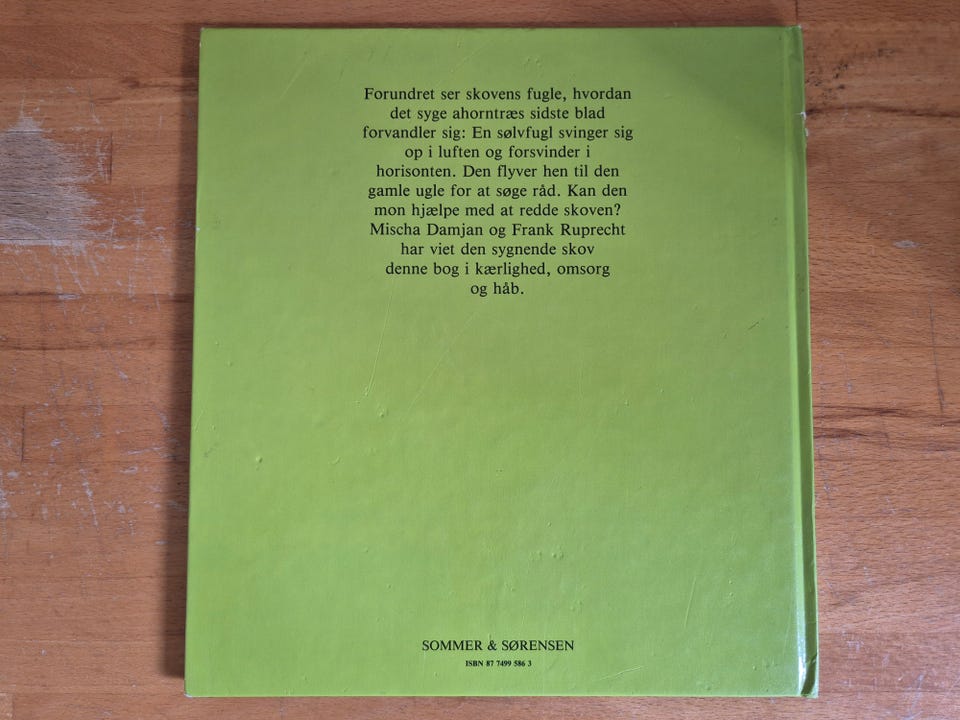 Forundret ser skovens fugle, hvordan
det syge ahorntræs sidste blad
forvandler sig: En sølvfugl svinger sig
op i luften og forsvinder i
horisonten. Den flyver hen til den
gamle ugle for at søge råd. Kan den
mon hjælpe med at redde skoven?
Mischa Damjan og Frank Ruprecht
har viet den sygnende skov
denne bog i kærlighed, omsorg
og håb.
SOMMER & SØRENSEN
ISBN 87 7499 586 3